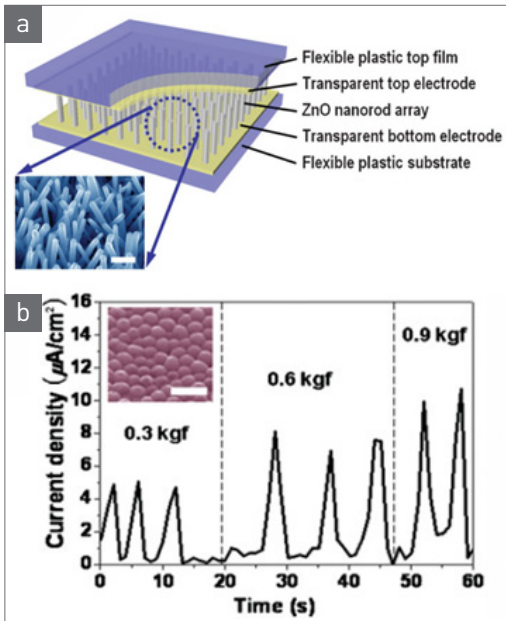 a
Flexible plastic top film
Transparent top electrode
ZnO nanorod array
Transparent bottom electrode
Flexible plastic substrate
b
Current density (μA/cm²)
16
14
12
10
8
6
4
2
0
0.3 kgf
0.6 kgf
0.9 kgf
0 10 20 30 40 50 60
Time (s)